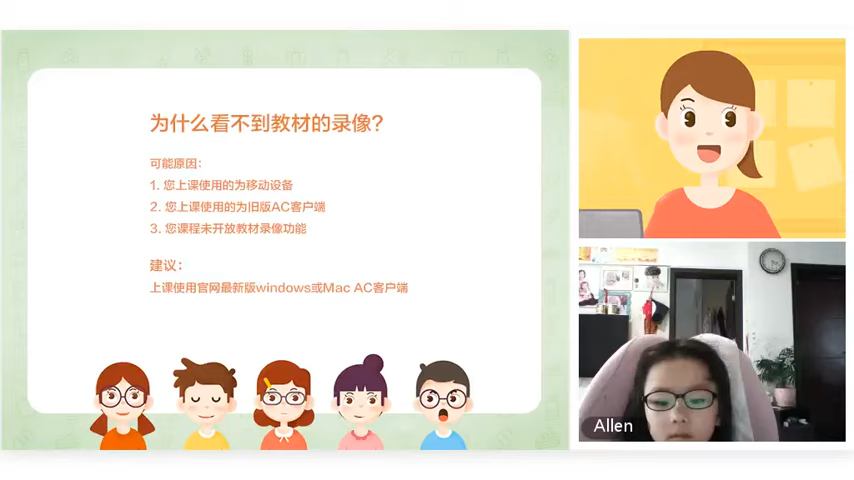 为什么看不到教材的录像?
可能原因:
1. 您上课使用的为移动设备
2. 您上课使用的为旧版AC客户端
3. 您课程未开放教材录像功能
建议:
上课使用官网最新版windows或Mac AC客户端
Allen